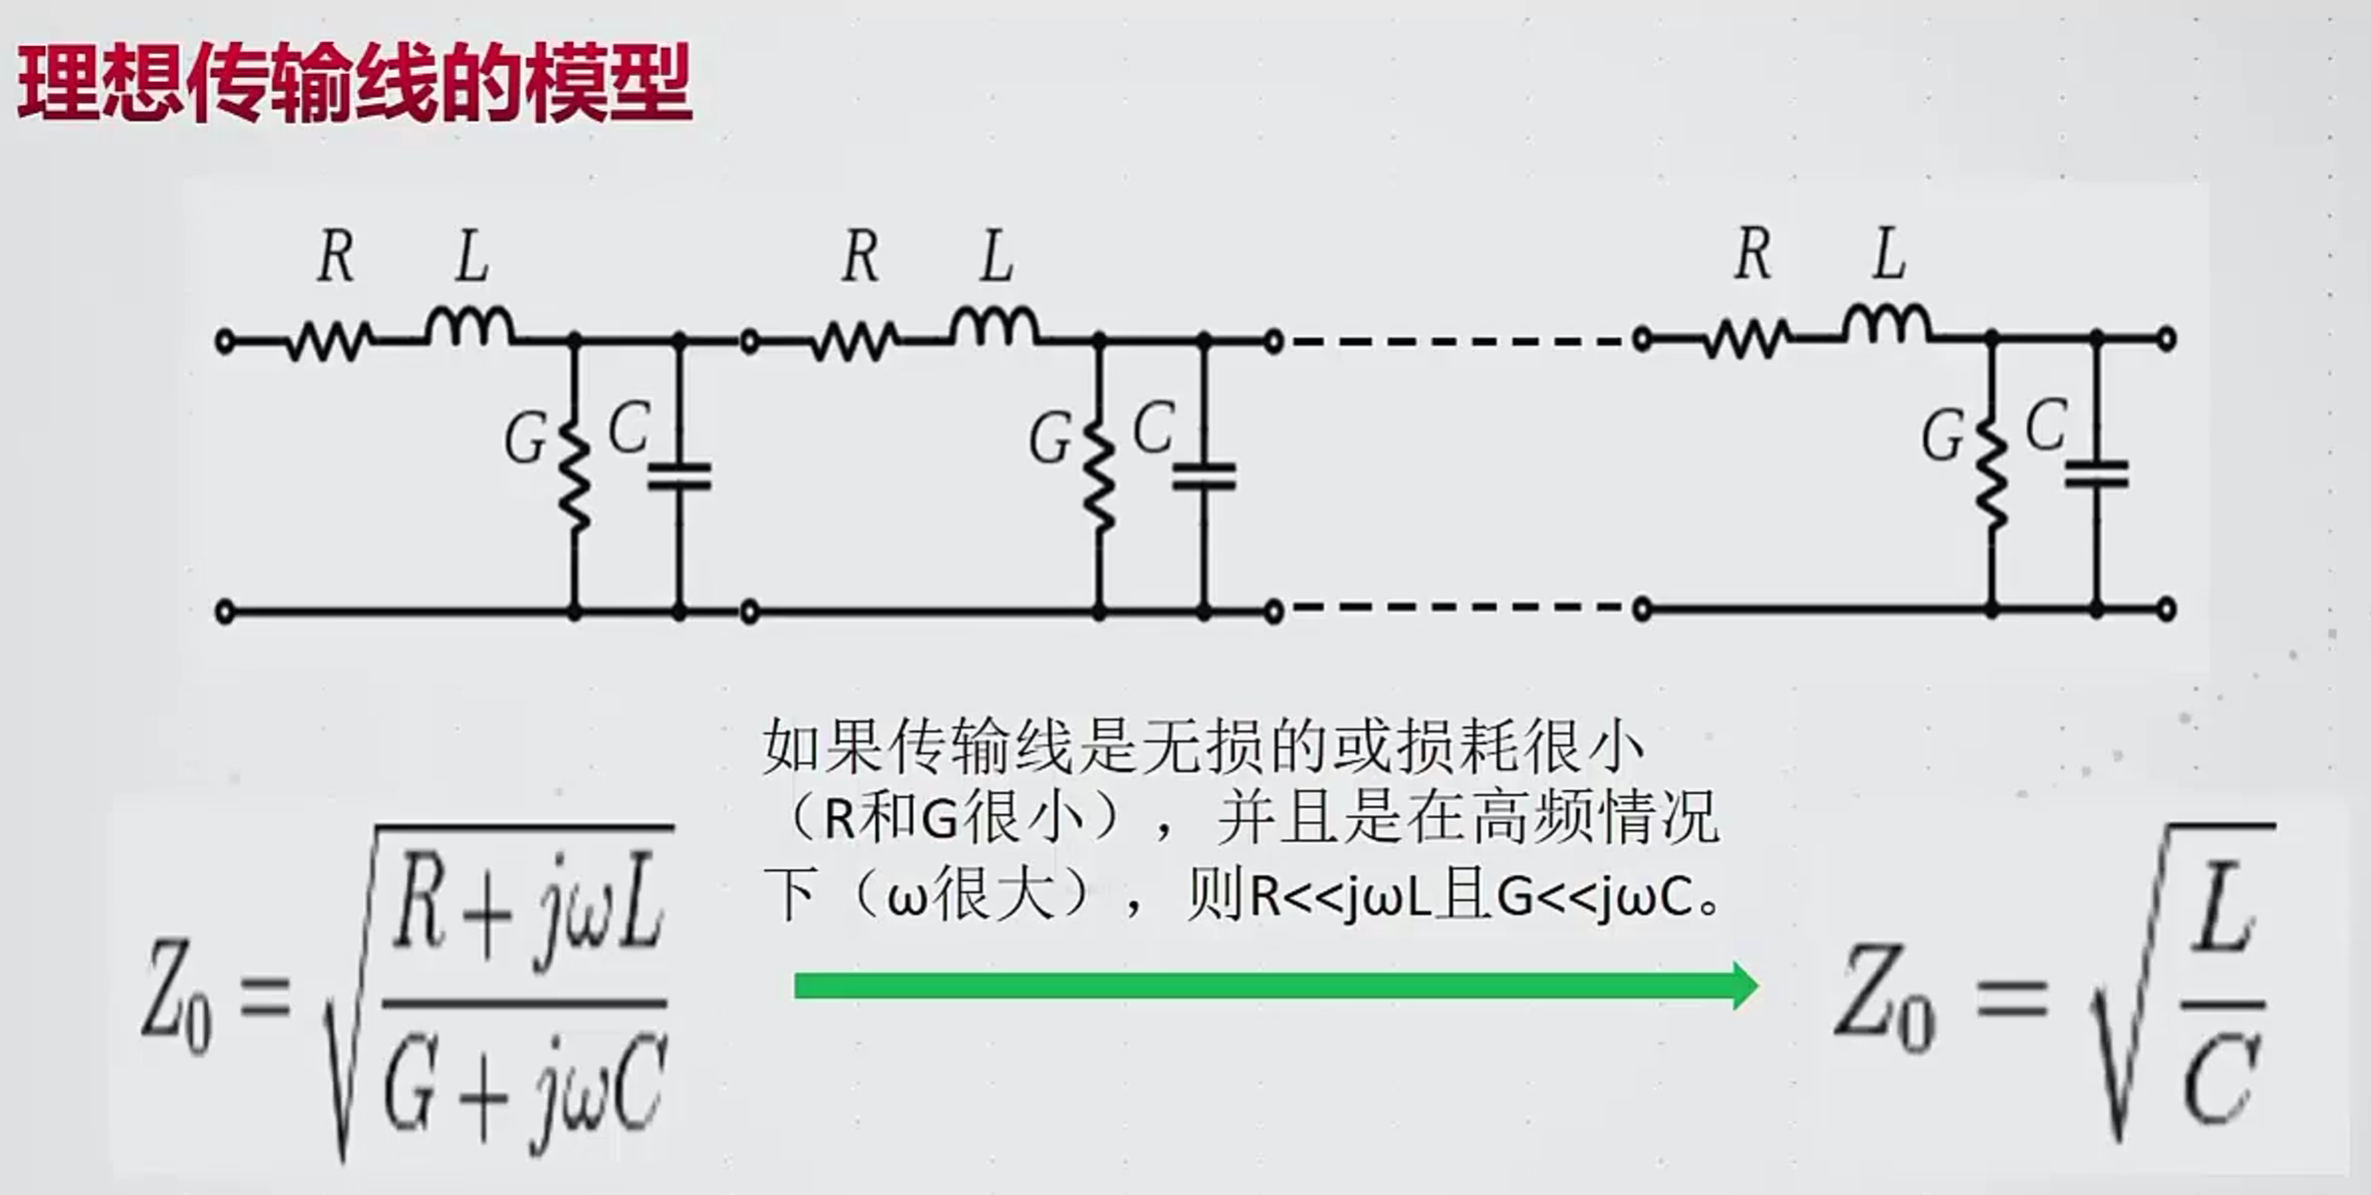 理想传输线的模型
R L R L R L
G C G C G C
如果传输线是无损的或损耗很小
（R和G很小），并且是在高频情况
下（ω很大），则R<<jωL且G<<jωC。
Z₀ = √((R + jωL)/(G + jωC))
Z₀ = √(L/C)